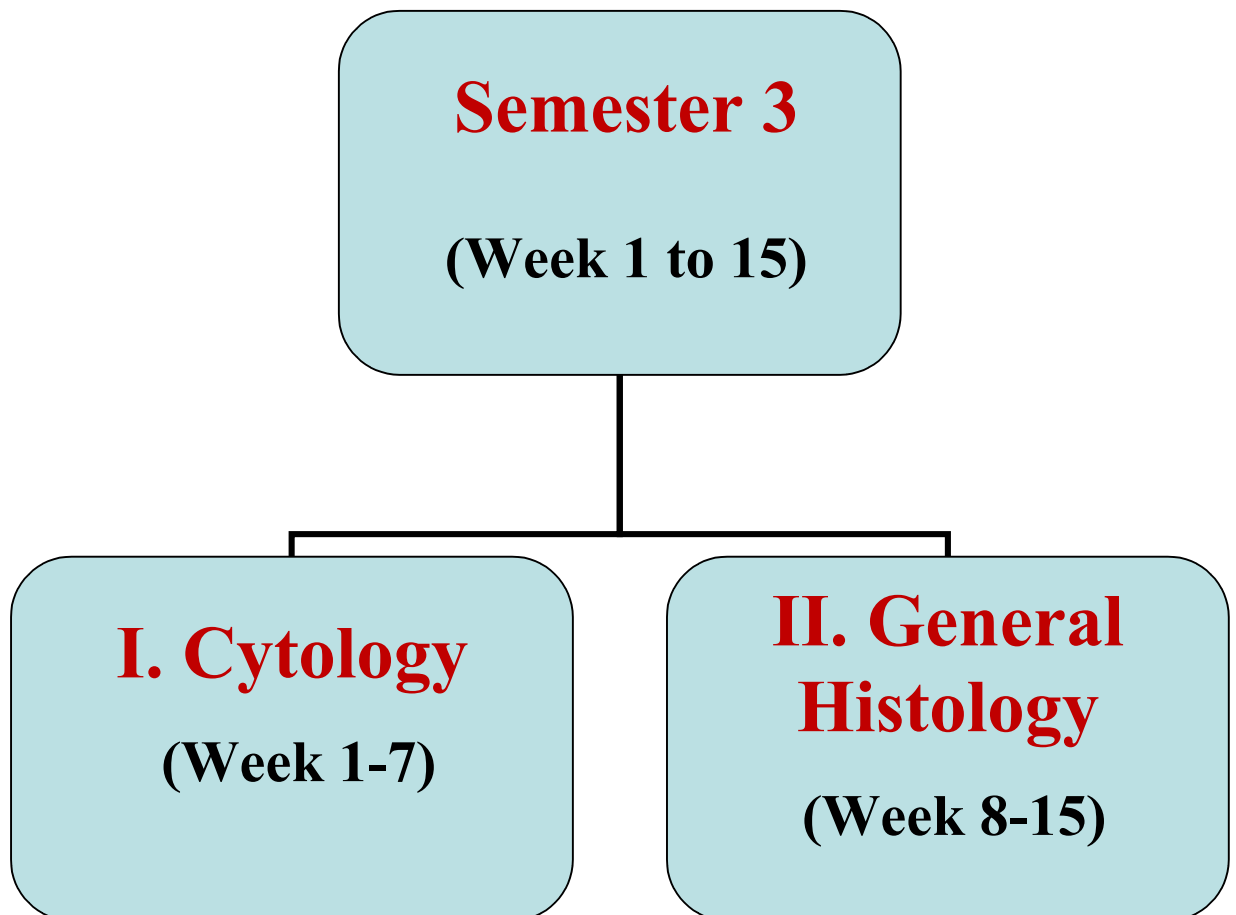 Semester 3
(Week 1 to 15)
I. Cytology
(Week 1-7)
II. General
Histology
(Week 8-15)